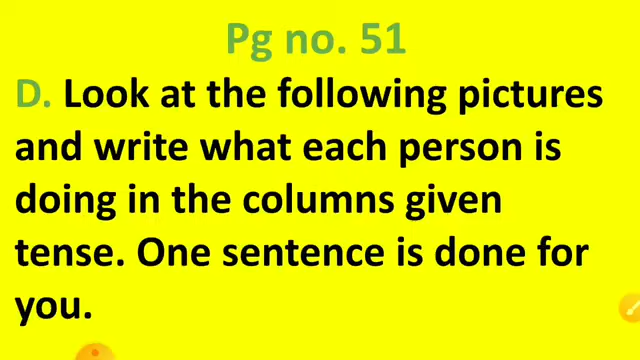 Pg no. 51
D. Look at the following pictures
and write what each person is
doing in the columns given
tense. One sentence is done for
you.